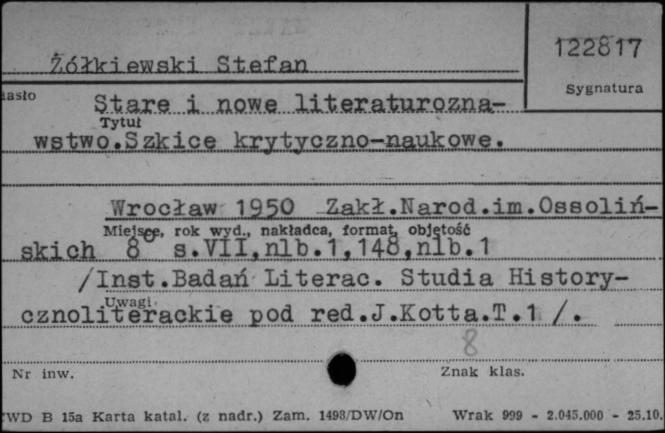 Żółkiewski Stefan
122817
Sygnatura
iasło
Stare i nowe literaturozna-
Tytuł
wstwo.Szkice krytyczno-naukowe.
Wrocław 1950 Zakł.Narod.im.Ossoliń-
Miejsce, rok wyd., nakładca, format, objętość
skich 8° s.VII,nlb.1,148,nlb.1
/Inst.Badań Literac. Studia History-
Uwagi
cznoliterackie pod red.J.Kotta.T.1 /.
8
Nr inw.
Znak klas.
WD B 15a Karta katal. (z nadr.) Zam. 1498/DW/On Wrak 999 - 2.045.000 - 25.10.